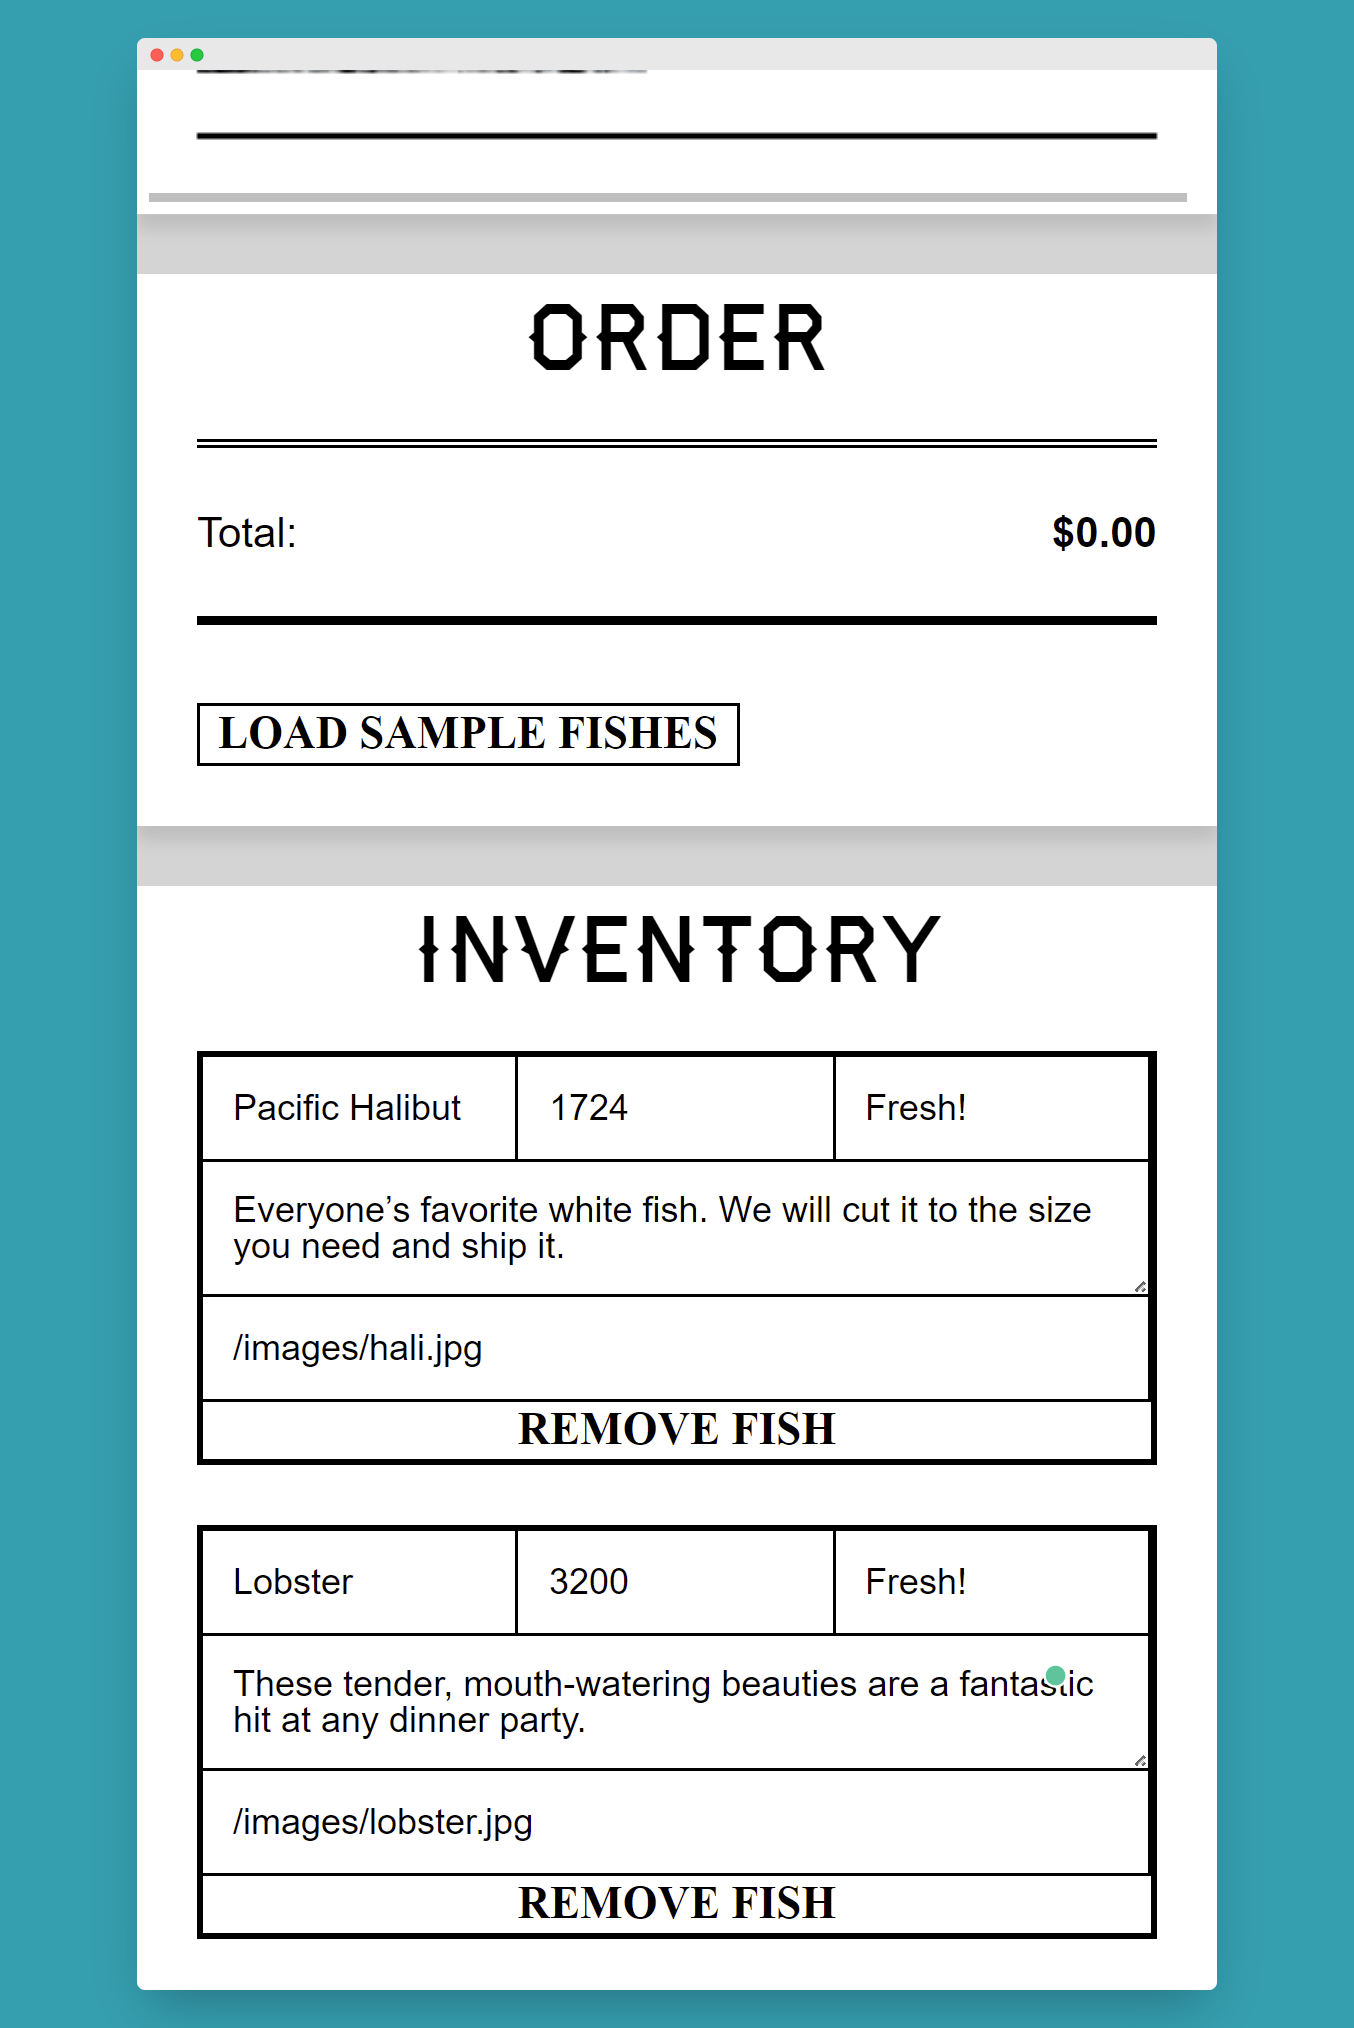 ORDER
Total: $0.00
LOAD SAMPLE FISHES
INVENTORY
Pacific Halibut 1724 Fresh!
Everyone’s favorite white fish. We will cut it to the size
you need and ship it.
/images/hali.jpg
REMOVE FISH
Lobster 3200 Fresh!
These tender, mouth-watering beauties are a fantastic
hit at any dinner party.
/images/lobster.jpg
REMOVE FISH